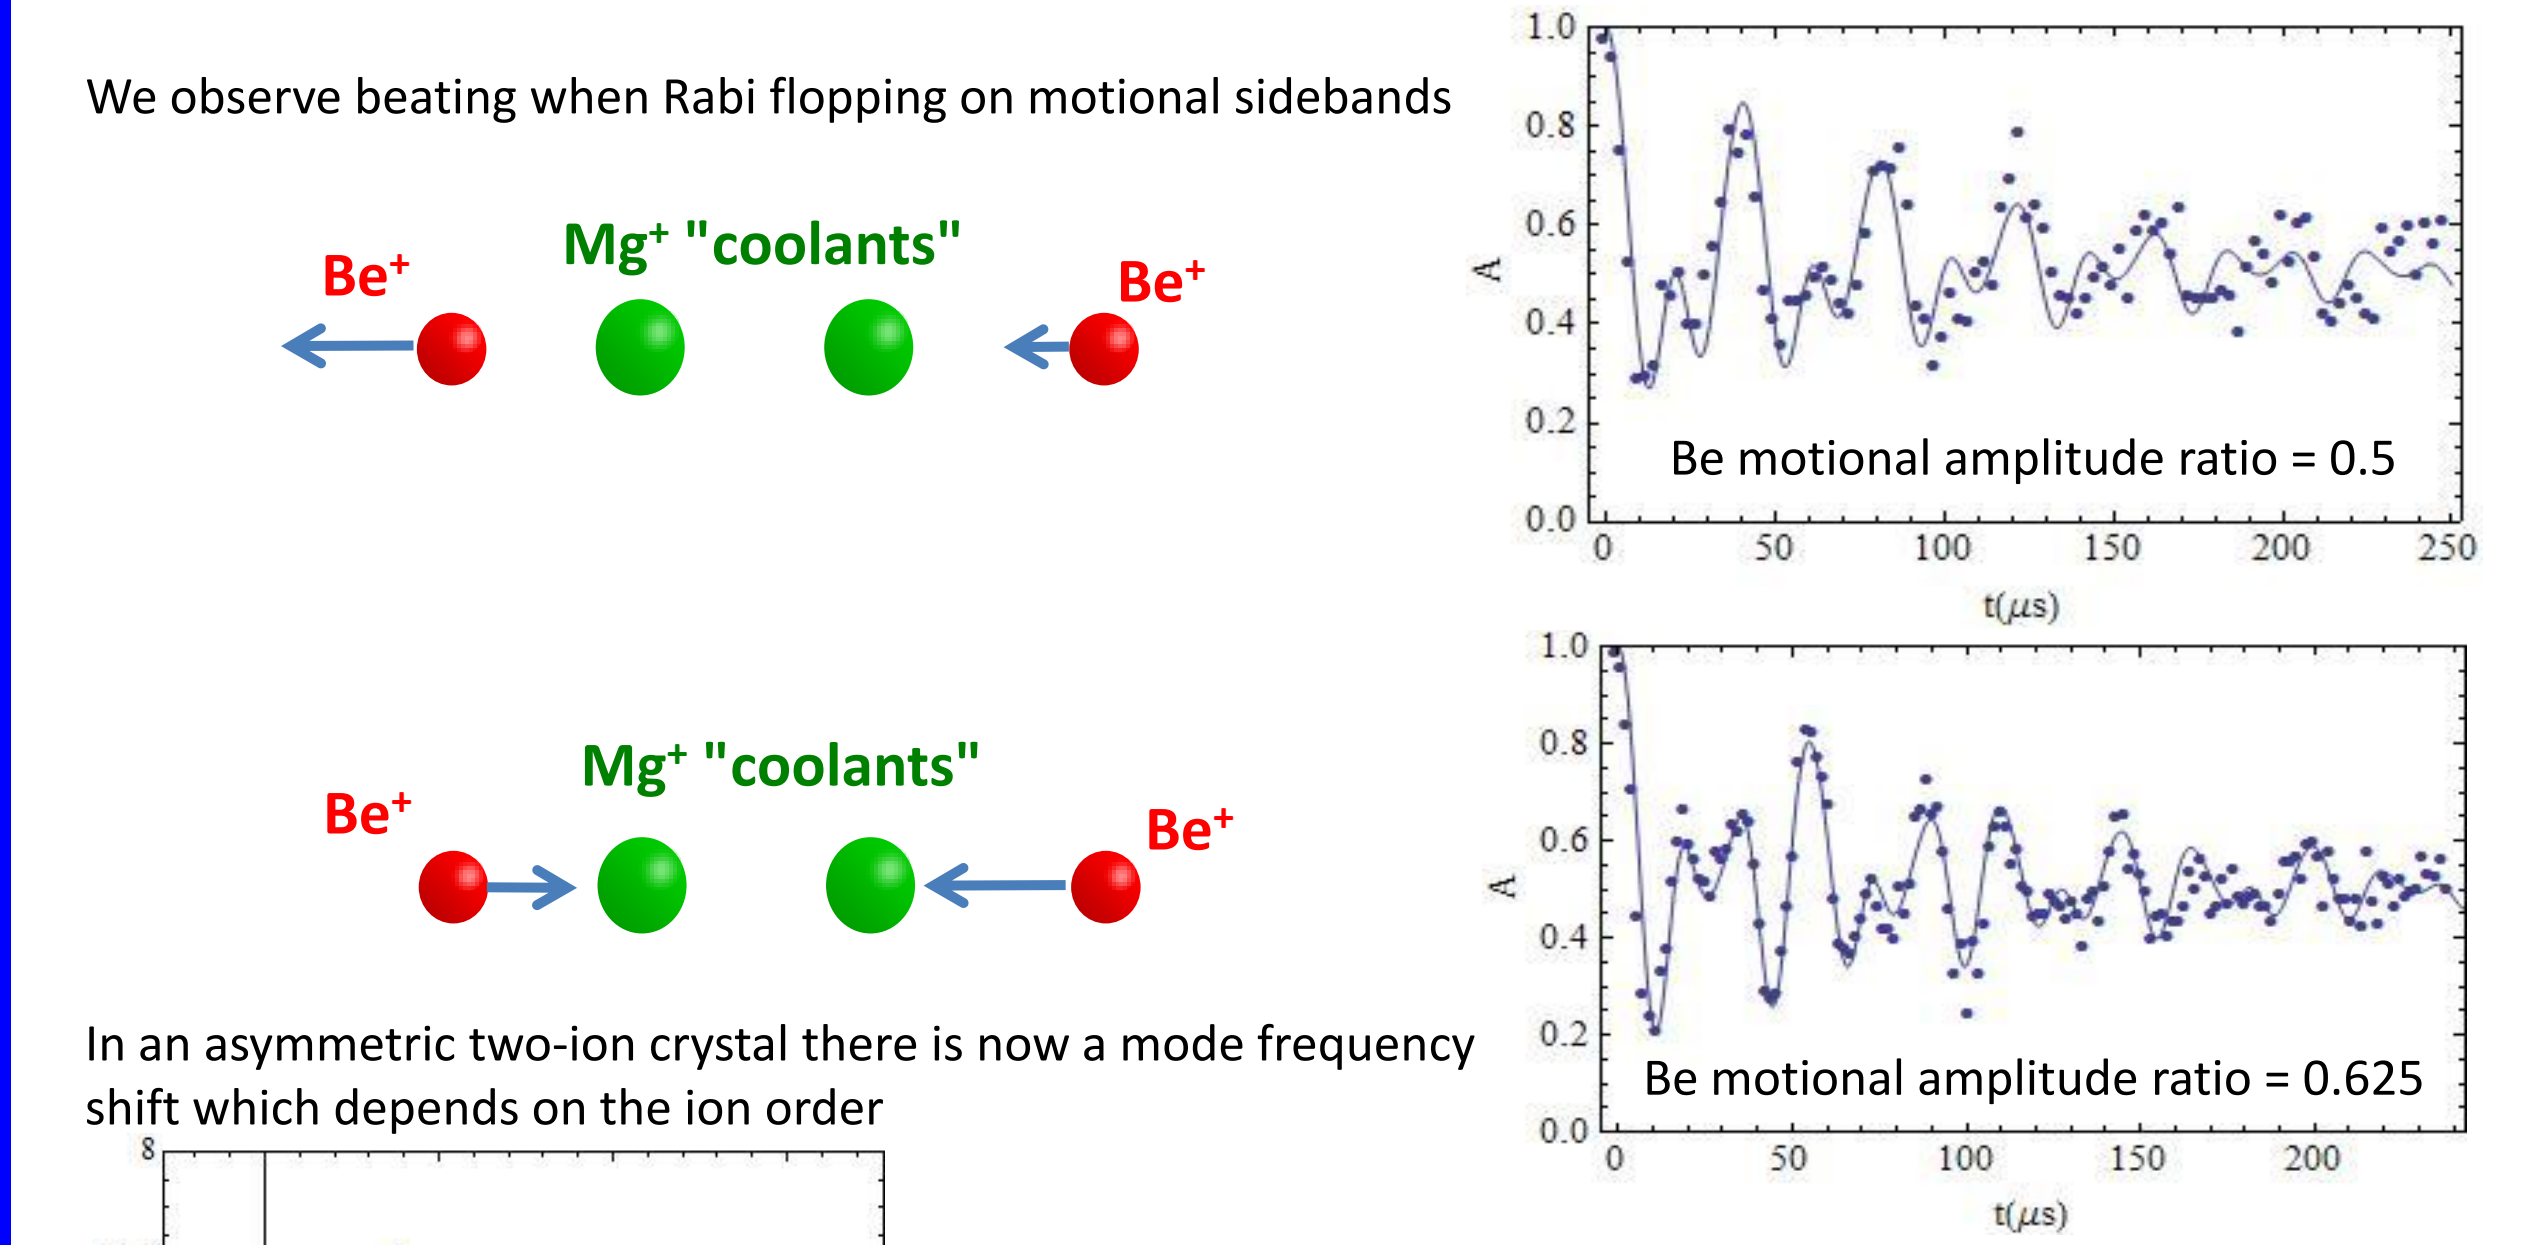 We observe beating when Rabi flopping on motional sidebands
Be⁺
Mg⁺ "coolants"
Be⁺
1.0
0.8
0.6
0.4
0.2
0.0
A
Be motional amplitude ratio = 0.5
0 50 100 150 200 250
t(μs)
Be⁺
Mg⁺ "coolants"
Be⁺
1.0
0.8
0.6
0.4
0.2
0.0
A
Be motional amplitude ratio = 0.625
0 50 100 150 200
t(μs)
In an asymmetric two-ion crystal there is now a mode frequency
shift which depends on the ion order
8